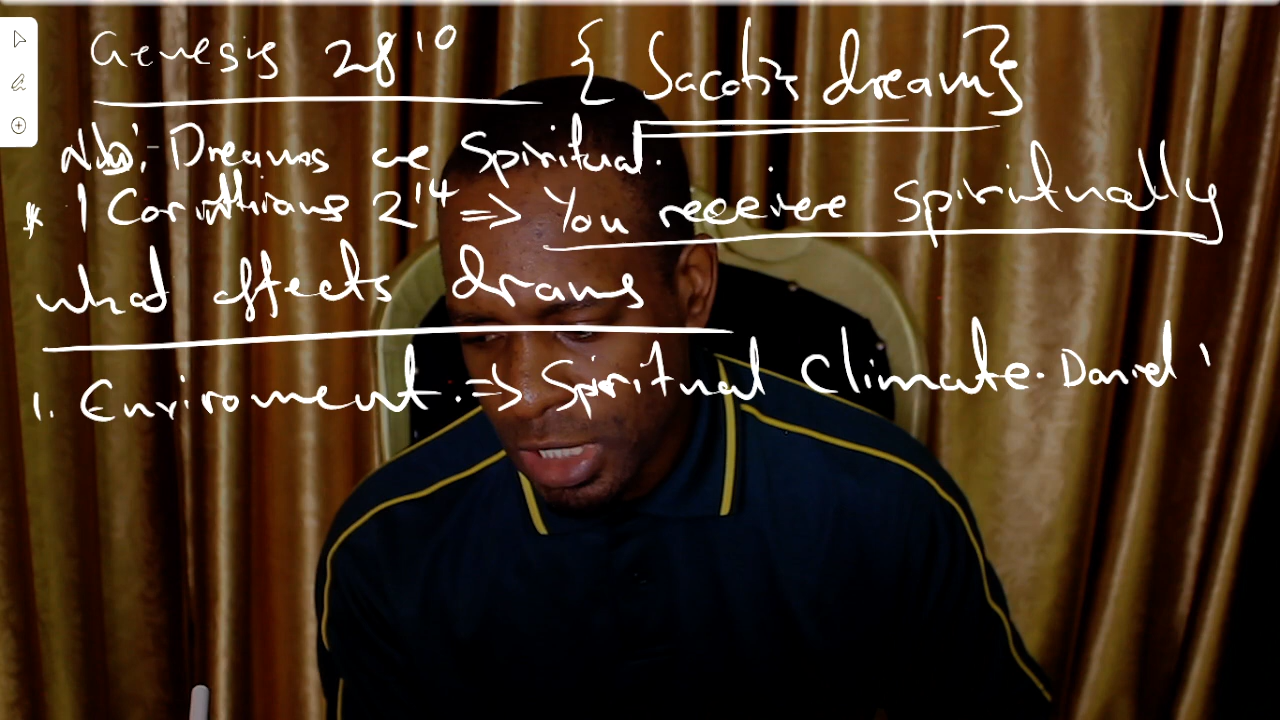 Genesis 28¹⁰ { Jacob's dream}
Nb:- Dreams are Spiritual.
* 1 Corinthians 2¹⁴ => You receive spiritually
what affects drams
1. Enviroment. => Spiritual Climate. Daniel 1